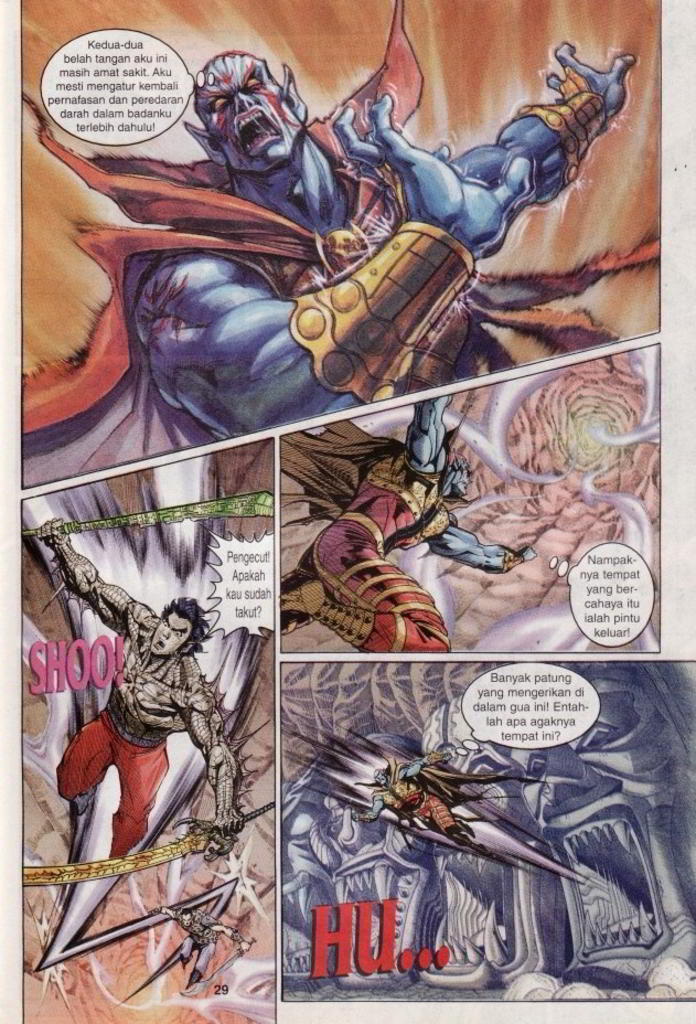 Kedua-dua
belah tangan aku ini
masih amat sakit. Aku
mesti mengatur kembali
pernafasan dan peredaran
darah dalam badanku
terlebih dahulu!
Pengecut!
Apakah
kau sudah
takut?
SHOO!
Nampak-
nya tempat
yang ber-
cahaya itu
ialah pintu
keluar!
Banyak patung
yang mengerikan di
dalam gua ini! Entah-
lah apa agaknya
tempat ini?
HU...
29